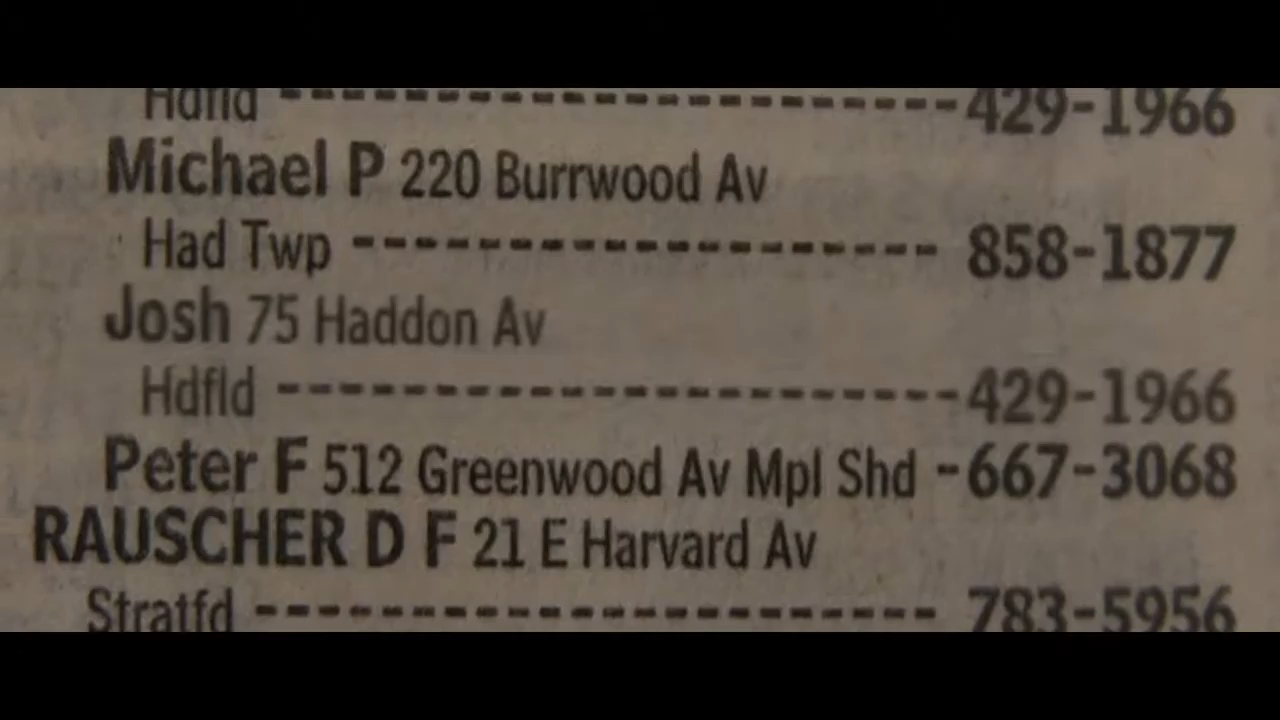 Hdfld ------------------------429-1966
Michael P 220 Burrwood Av
Had Twp ------------------- 858-1877
Josh 75 Haddon Av
Hdfld ----------------------429-1966
Peter F 512 Greenwood Av Mpl Shd -667-3068
RAUSCHER D F 21 E Harvard Av
Stratfd ---------------------- 783-5956